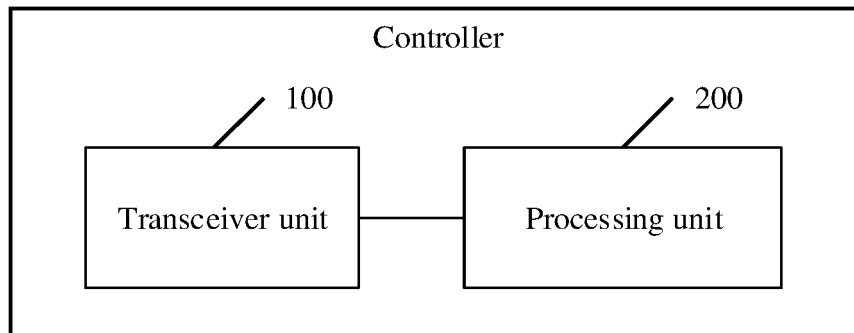 Controller
100
200
Transceiver unit
Processing unit